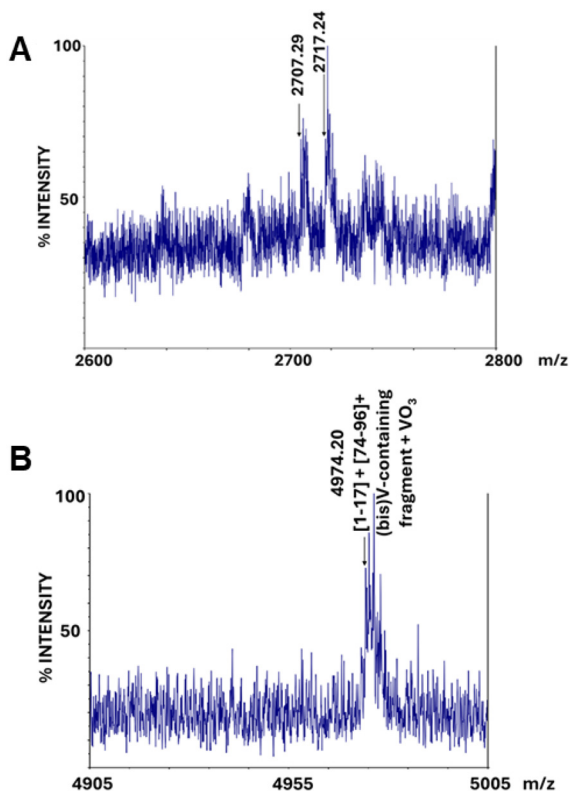 A
100
2707.29
2717.24
% INTENSITY
50
2600
2700
2800
m/z
B
4974.20
[1-17] + [74-96]+
(bis)V-containing
fragment + VO3
100
% INTENSITY
50
4905
4955
5005
m/z